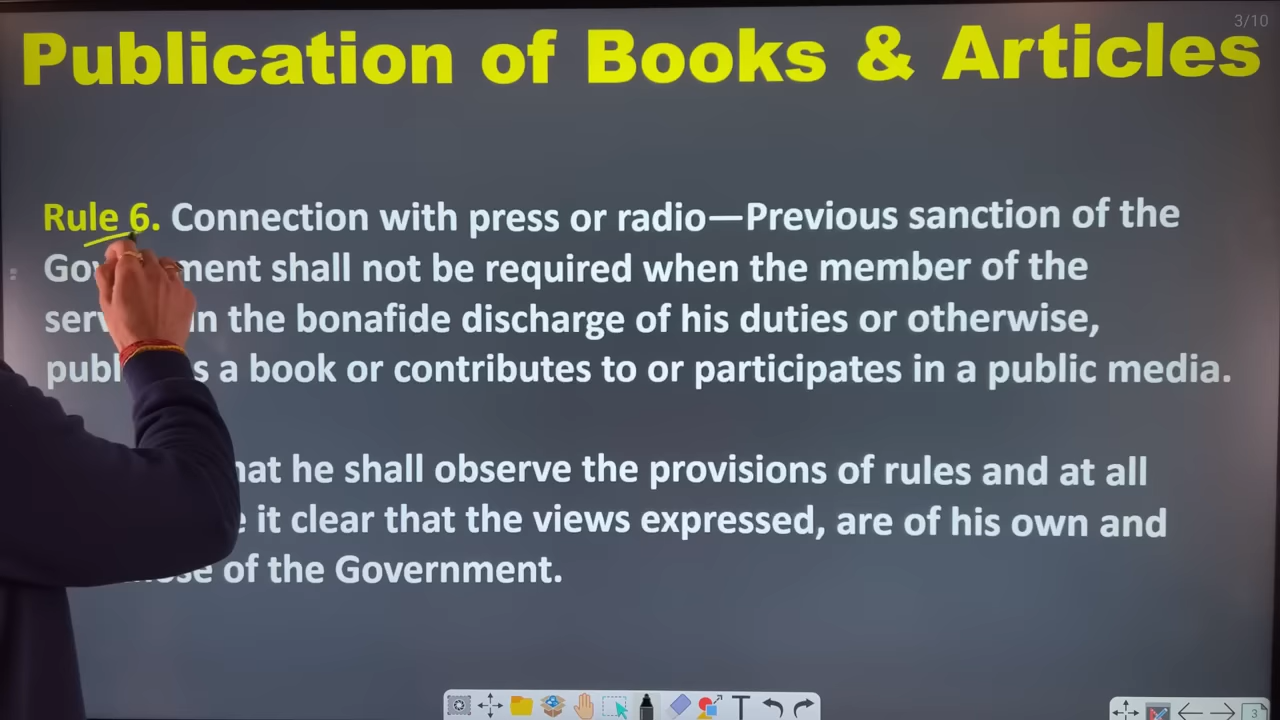 3/10
Publication of Books & Articles
Rule 6. Connection with press or radio—Previous sanction of the
shall not be required when the member of the
in the bonafide discharge of his duties or otherwise,
a book or contributes to or participates in a public media.
he shall observe the provisions of rules and at all
it clear that the views expressed, are of his own and
of the Government.
3